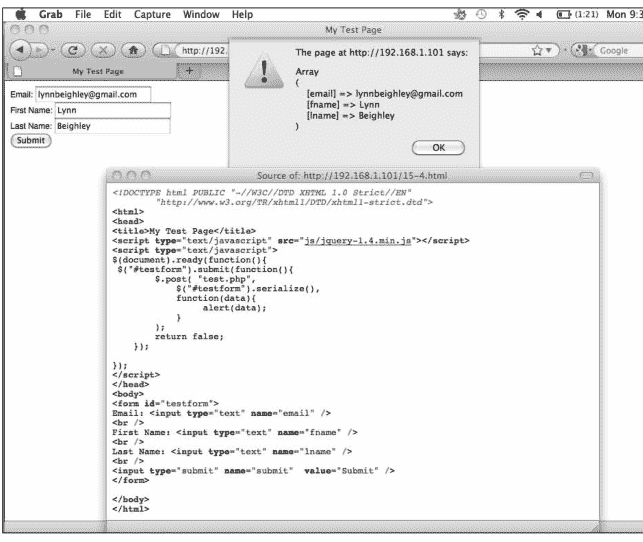 Grab File Edit Capture Window Help (1:21) Mon 9:3
My Test Page
http://192.
Google
My Test Page
+
The page at http://192.168.1.101 says:
Array
(
[email] => lynnbeighley@gmail.com
[fname] => Lynn
[lname] => Beighley
)
OK
Email: lynnbeighley@gmail.com
First Name: Lynn
Last Name: Beighley
Submit
Source of: http://192.168.1.101/15-4.html
<!DOCTYPE html PUBLIC "-//W3C//DTD XHTML 1.0 Strict//EN"
"http://www.w3.org/TR/xhtml1/DTD/xhtml1-strict.dtd">
<html>
<head>
<title>My Test Page</title>
<script type="text/javascript" src="js/jquery-1.4.min.js"></script>
<script type="text/javascript">
$(document).ready(function(){
$("#testform").submit(function(){
$.post( "test.php",
$("#testform").serialize(),
function(data){
alert(data);
}
);
return false;
});
});
</script>
</head>
<body>
<form id="testform">
Email: <input type="text" name="email" />
<br />
First Name: <input type="text" name="fname" />
<br />
Last Name: <input type="text" name="lname" />
<br />
<input type="submit" name="submit" value="Submit" />
</form>
</body>
</html>